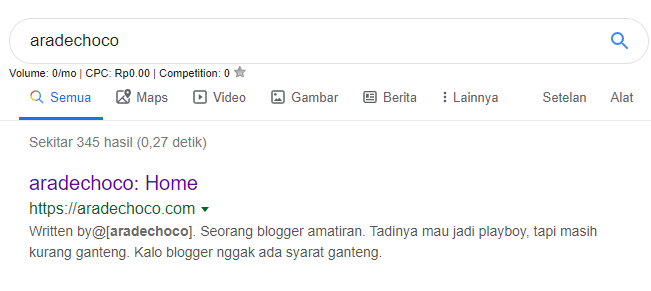 aradechoco
Volume: 0/mo | CPC: Rp0.00 | Competition: 0
Semua Maps Video Gambar Berita Lainnya Setelan Alat
Sekitar 345 hasil (0,27 detik)
aradechoco: Home
https://aradechoco.com
Written by@[aradechoco]. Seorang blogger amatiran. Tadinya mau jadi playboy, tapi masih
kurang ganteng. Kalo blogger nggak ada syarat ganteng.